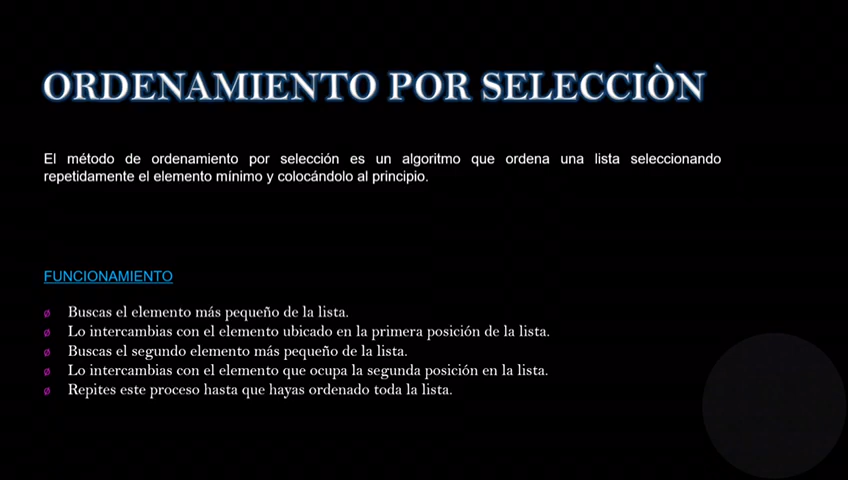 ORDENAMIENTO POR SELECCIÒN
El método de ordenamiento por selección es un algoritmo que ordena una lista seleccionando
repetidamente el elemento mínimo y colocándolo al principio.
FUNCIONAMIENTO
Ø Buscas el elemento más pequeño de la lista.
Ø Lo intercambias con el elemento ubicado en la primera posición de la lista.
Ø Buscas el segundo elemento más pequeño de la lista.
Ø Lo intercambias con el elemento que ocupa la segunda posición en la lista.
Ø Repites este proceso hasta que hayas ordenado toda la lista.